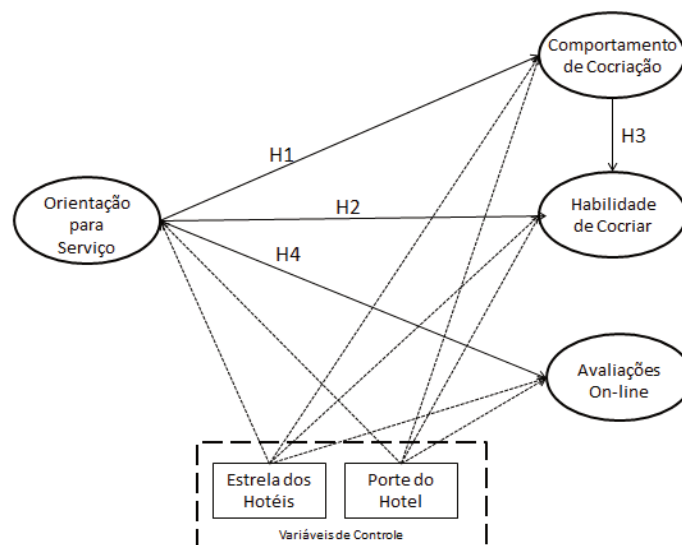 Comportamento
de Cocriação
H1
H3
Orientação
para
Serviço
H2
Habilidade
de Cocriar
H4
Avaliações
On-line
Estrela dos
Hotéis
Porte do
Hotel
Variáveis de Controle